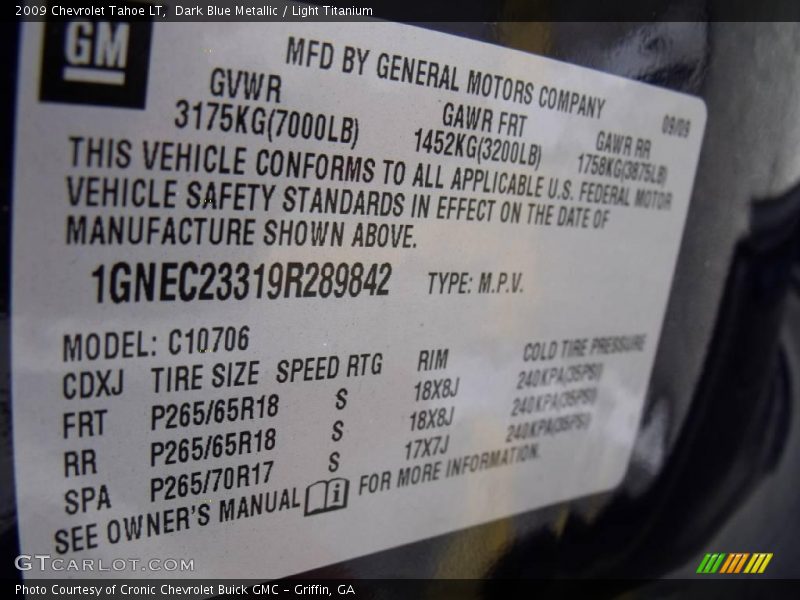 2009 Chevrolet Tahoe LT, Dark Blue Metallic / Light Titanium
GM
MFD BY GENERAL MOTORS COMPANY
GVWR
GAWR FRT
GAWR RR
09/09
3175KG(7000LB)
1452KG(3200LB)
1758KG(3875LB)
THIS VEHICLE CONFORMS TO ALL APPLICABLE U.S. FEDERAL MOTOR
VEHICLE SAFETY STANDARDS IN EFFECT ON THE DATE OF
MANUFACTURE SHOWN ABOVE.
1GNEC23319R289842 TYPE: M.P.V.
MODEL: C10706
CDXJ TIRE SIZE SPEED RTG RIM COLD TIRE PRESSURE
FRT P265/65R18 S 18X8J 240KPA(35PSI)
RR P265/65R18 S 18X8J 240KPA(35PSI)
SPA P265/70R17 S 17X7J 240KPA(35PSI)
SEE OWNER'S MANUAL FOR MORE INFORMATION.
GTCARLOT.COM
Photo Courtesy of Cronic Chevrolet Buick GMC - Griffin, GA